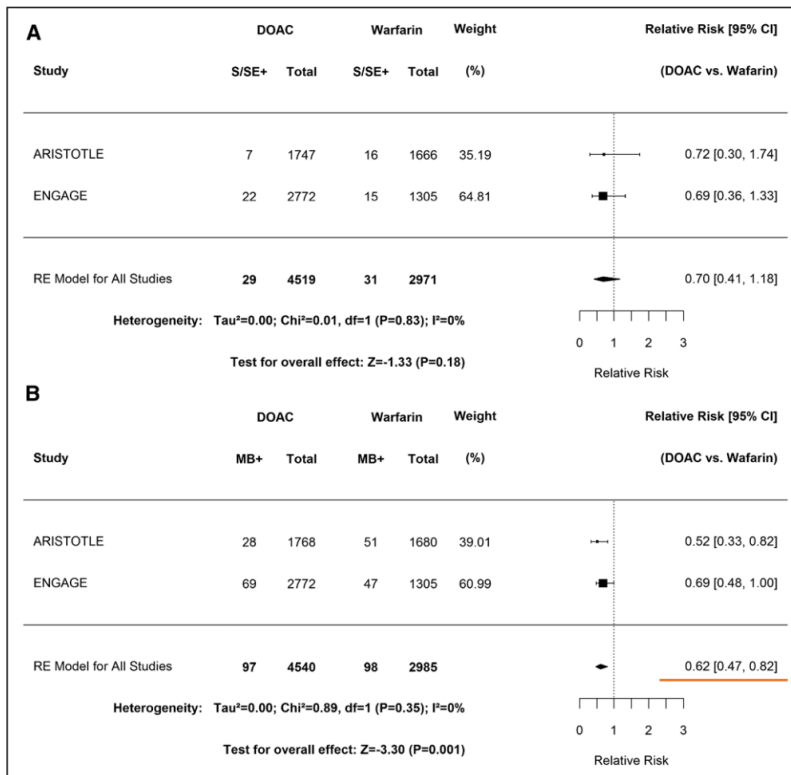 A
DOAC Warfarin Weight Relative Risk [95% CI]
Study S/SE+ Total S/SE+ Total (%) (DOAC vs. Wafarin)
ARISTOTLE 7 1747 16 1666 35.19 0.72 [0.30, 1.74]
ENGAGE 22 2772 15 1305 64.81 0.69 [0.36, 1.33]
RE Model for All Studies 29 4519 31 2971 0.70 [0.41, 1.18]
Heterogeneity: Tau²=0.00; Chi²=0.01, df=1 (P=0.83); I²=0%
0 1 2 3
Test for overall effect: Z=-1.33 (P=0.18)
Relative Risk
B
DOAC Warfarin Weight Relative Risk [95% CI]
Study MB+ Total MB+ Total (%) (DOAC vs. Wafarin)
ARISTOTLE 28 1768 51 1680 39.01 0.52 [0.33, 0.82]
ENGAGE 69 2772 47 1305 60.99 0.69 [0.48, 1.00]
RE Model for All Studies 97 4540 98 2985 0.62 [0.47, 0.82]
Heterogeneity: Tau²=0.00; Chi²=0.89, df=1 (P=0.35); I²=0%
0 1 2 3
Test for overall effect: Z=-3.30 (P=0.001)
Relative Risk